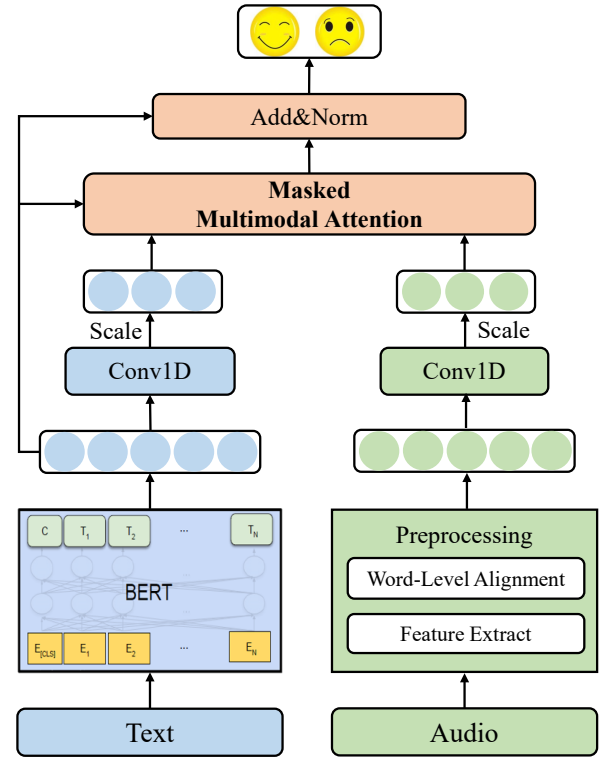 Add&Norm
Masked
Multimodal Attention
Scale
Scale
Conv1D
Conv1D
C T1 T2 ... TN
BERT
E[CLS] E1 E2 ... EN
Preprocessing
Word-Level Alignment
Feature Extract
Text
Audio